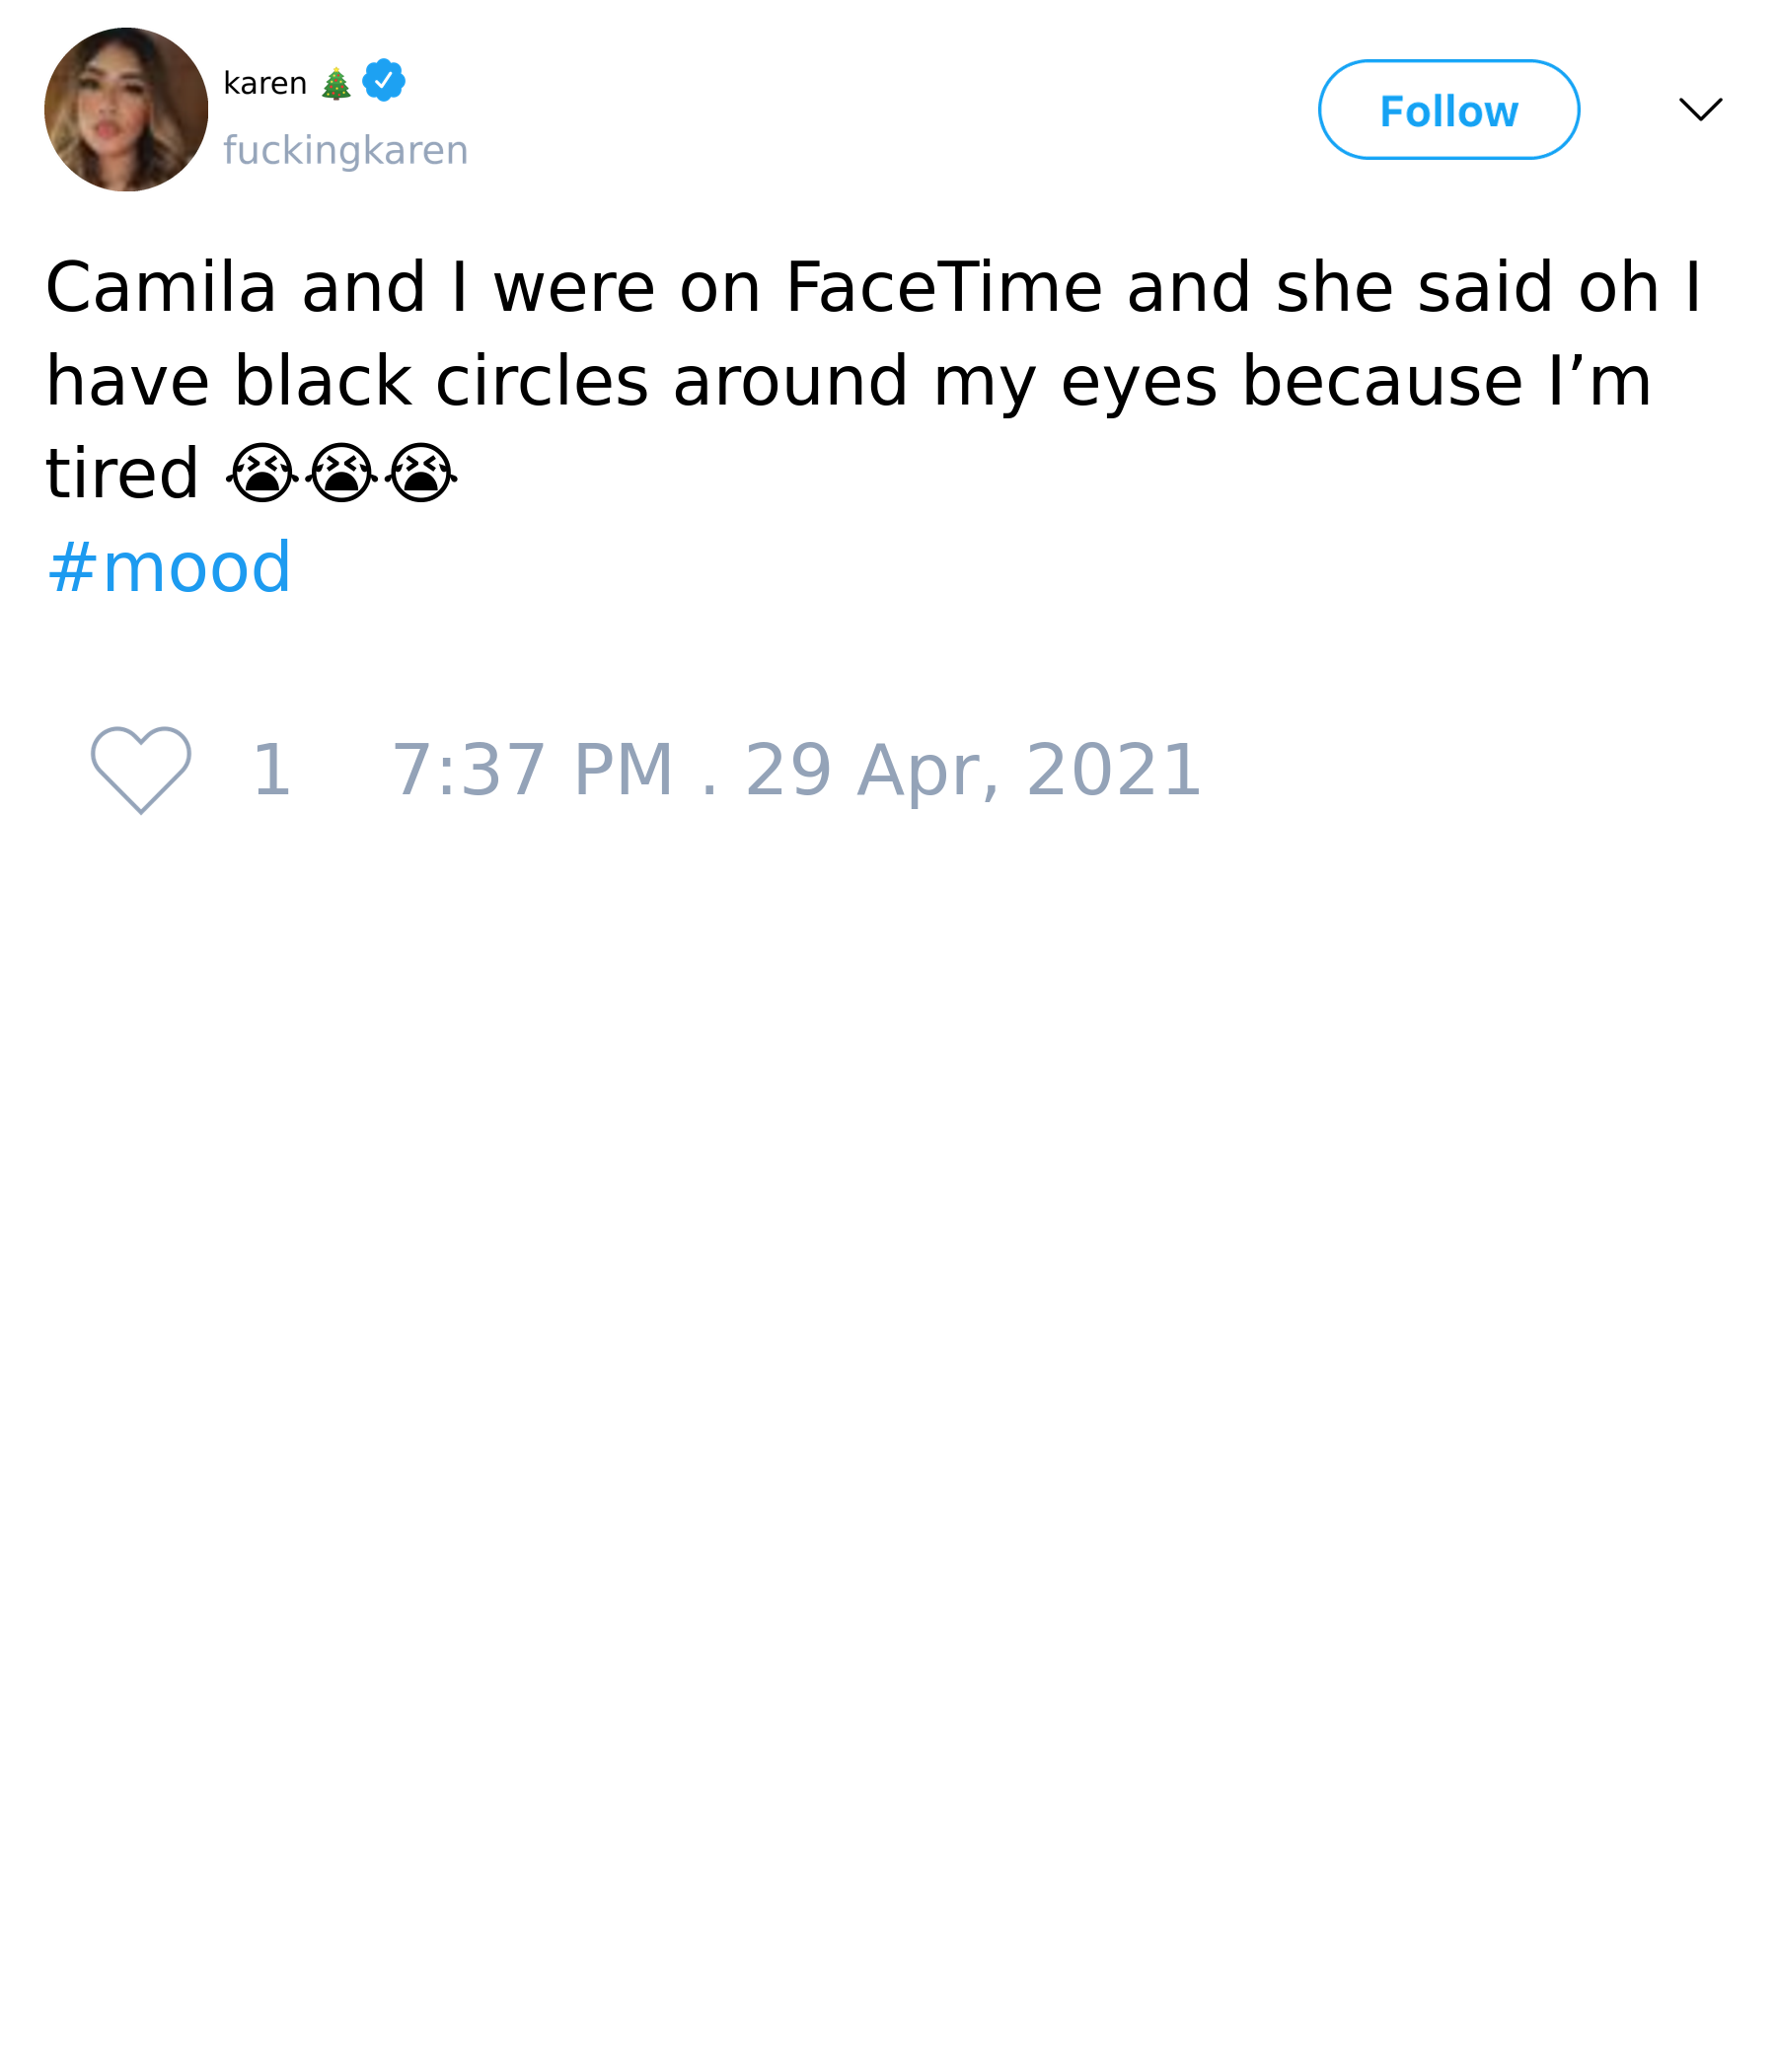 karen 🎄
fuckingkaren
Follow
Camila and I were on FaceTime and she said oh I
have black circles around my eyes because I’m
tired 😭😭😭
#mood
1 7:37 PM . 29 Apr, 2021